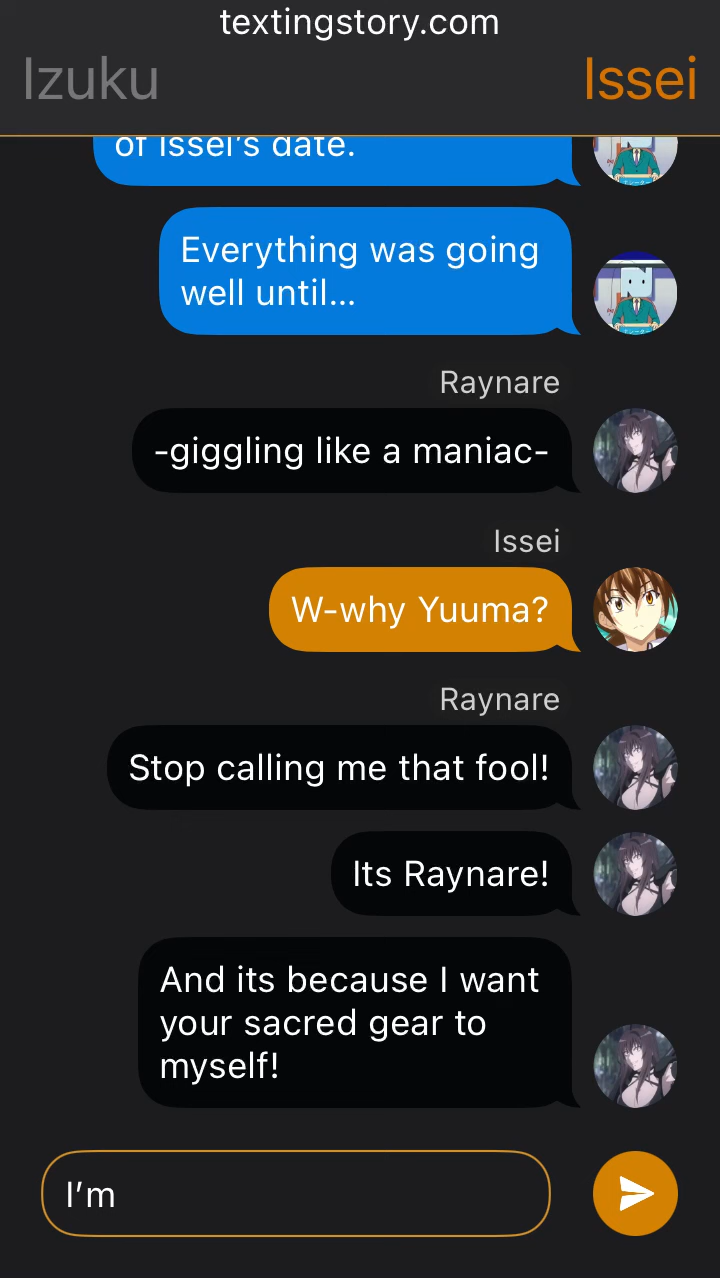 textingstory.com
Izuku
Issei
of Issei's date.
Everything was going
well until...
Raynare
-giggling like a maniac-
Issei
W-why Yuuma?
Raynare
Stop calling me that fool!
Its Raynare!
And its because I want
your sacred gear to
myself!
I'm